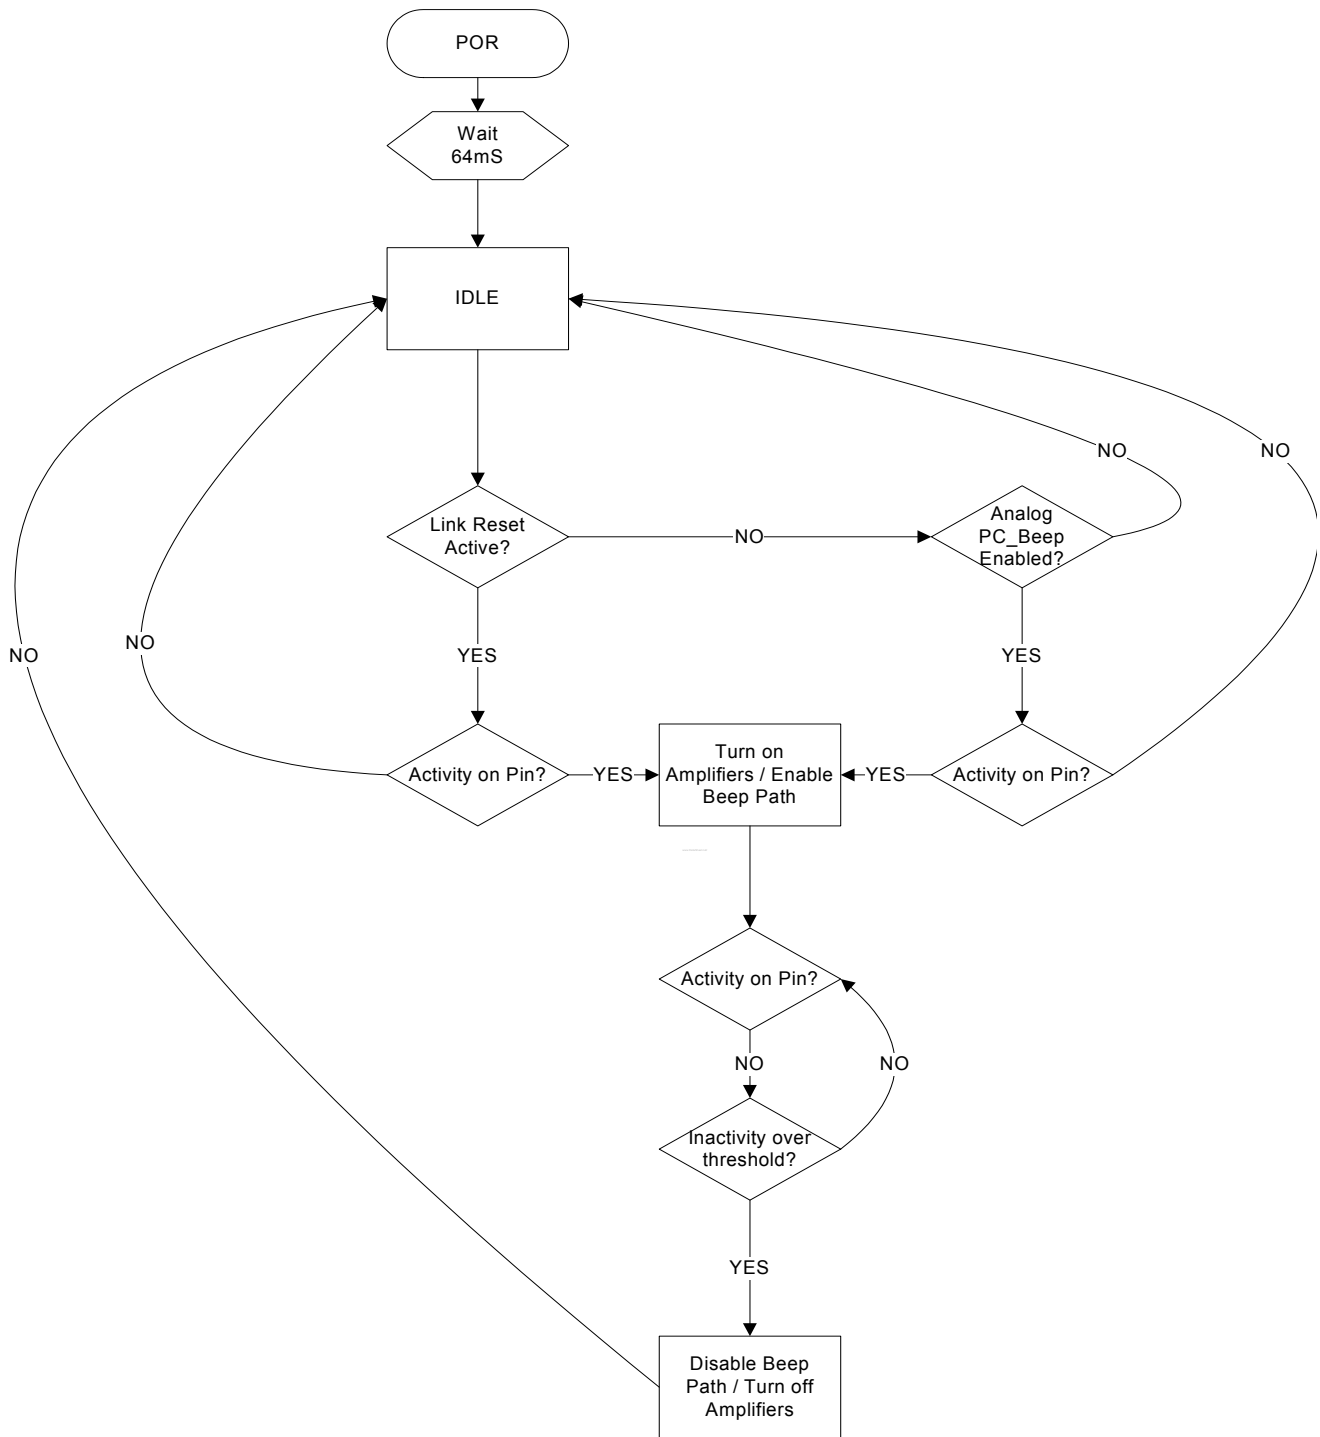 POR
Wait
64mS
IDLE
NO
NO
Link Reset
Active?
NO
Analog
PC_Beep
Enabled?
NO
NO
YES
YES
Activity on Pin?
YES
Turn on
Amplifiers / Enable
Beep Path
YES
Activity on Pin?
Activity on Pin?
NO
NO
Inactivity over
threshold?
YES
Disable Beep
Path / Turn off
Amplifiers